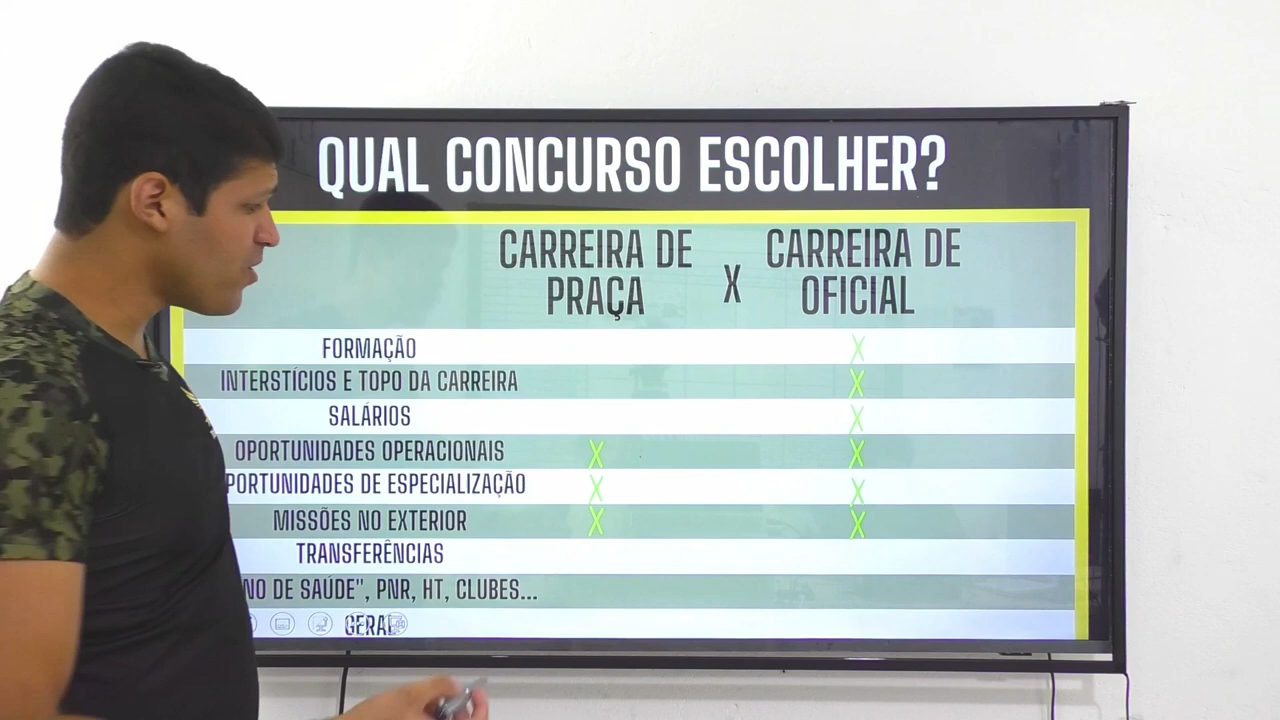 QUAL CONCURSO ESCOLHER?
CARREIRA DE PRAÇA X CARREIRA DE OFICIAL
FORMAÇÃO X
INTERSTÍCIOS E TOPO DA CARREIRA X
SALÁRIOS X
OPORTUNIDADES OPERACIONAIS X X
PORTUNIDADES DE ESPECIALIZAÇÃO X X
MISSÕES NO EXTERIOR X X
TRANSFERÊNCIAS
NO DE SAÚDE", PNR, HT, CLUBES...
GERAL